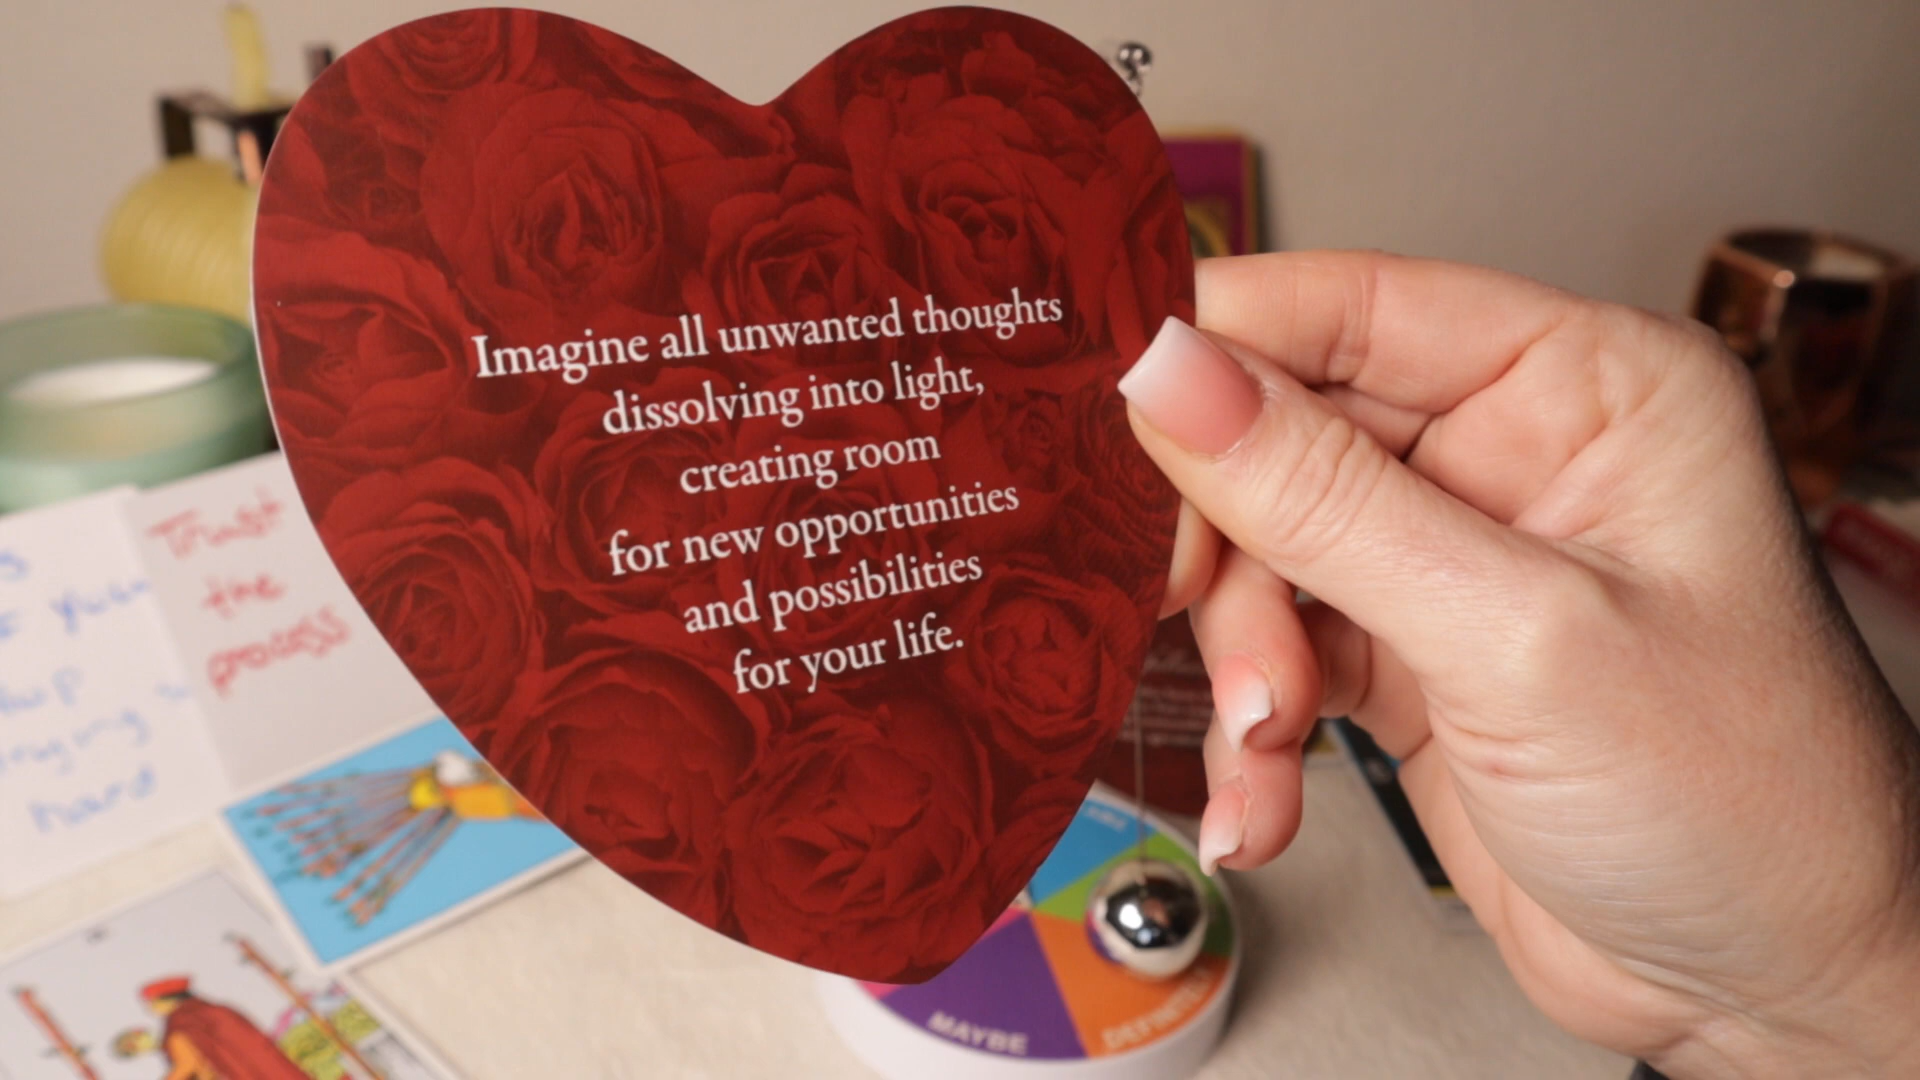 Imagine all unwanted thoughts
dissolving into light,
creating room
for new opportunities
and possibilities
for your life.
Trust
the
process
hard
MAYBE